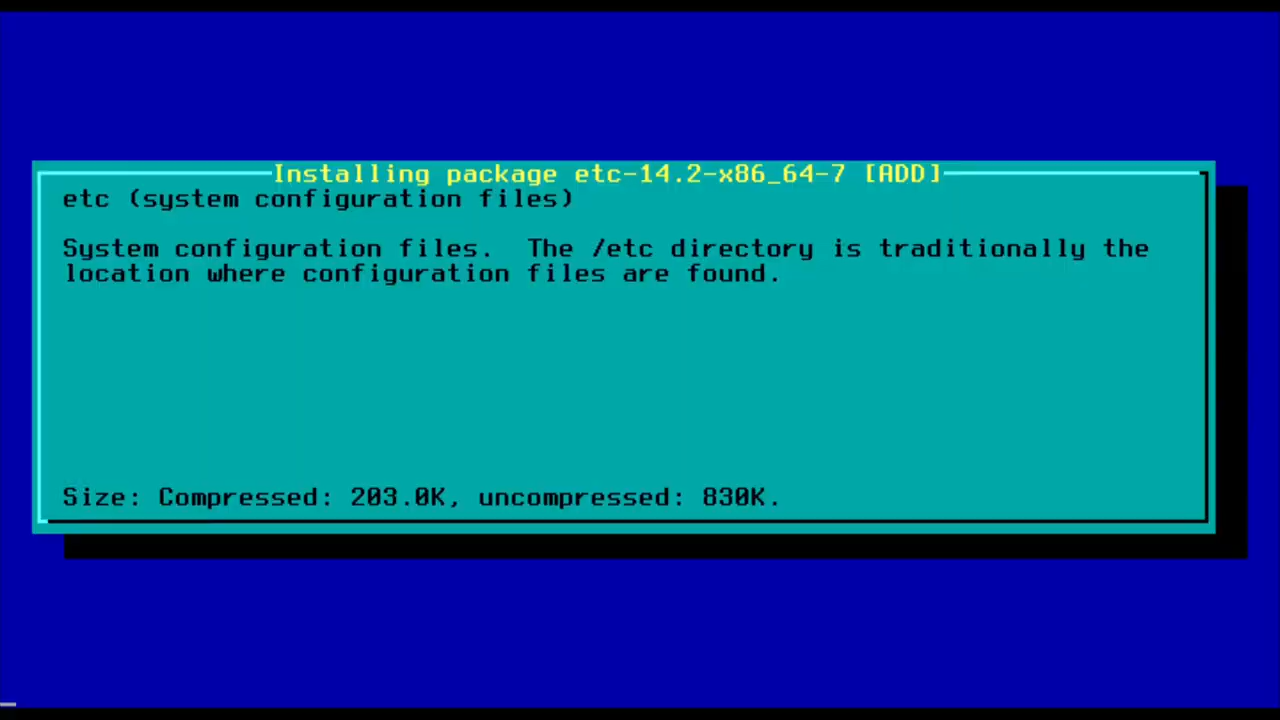 Installing package etc-14.2-x86_64-7 [ADD]
etc (system configuration files)
System configuration files.  The /etc directory is traditionally the
location where configuration files are found.
Size: Compressed: 203.0K, uncompressed: 830K.